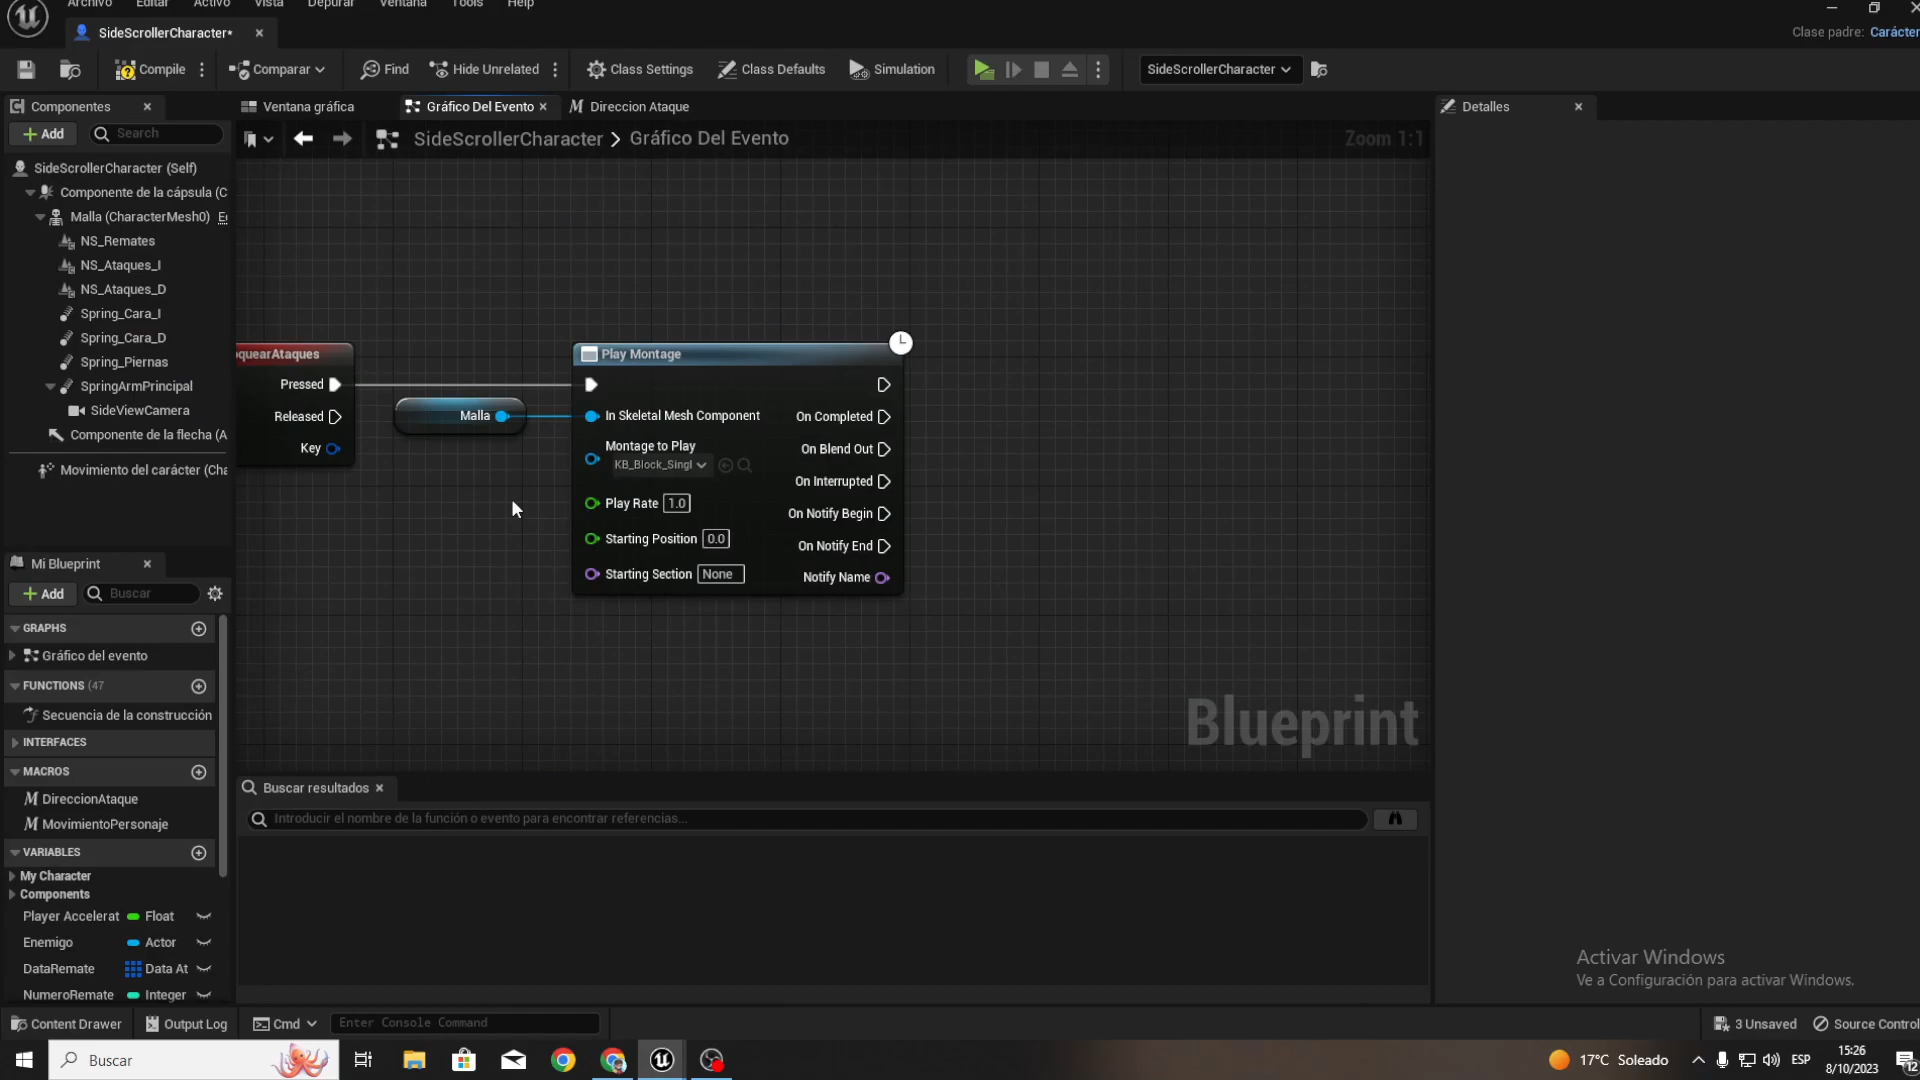 Archivo Editar Activo Vista Depurar Ventana Tools Help
SideScrollerCharacter*
Clase padre: Carácter
Compile Comparar Find Hide Unrelated Class Settings Class Defaults Simulation SideScrollerCharacter
Componentes
Add Search
SideScrollerCharacter (Self)
Componente de la cápsula (C
Malla (CharacterMesh0) Ec
NS_Remates
NS_Ataques_I
NS_Ataques_D
Spring_Cara_I
Spring_Cara_D
Spring_Piernas
SpringArmPrincipal
SideViewCamera
Componente de la flecha (A
Movimiento del carácter (Cha
Mi Blueprint
Add Buscar
GRAPHS
Gráfico del evento
FUNCTIONS (47
Secuencia de la construcción
INTERFACES
MACROS
DireccionAtaque
MovimientoPersonaje
VARIABLES
My Character
Components
Player Accelerat Float
Enemigo Actor
DataRemate Data At
NumeroRemate Integer
Ventana gráfica Gráfico Del Evento Direccion Ataque
SideScrollerCharacter > Gráfico Del Evento
Zoom 1:1
oquearAtaques
Pressed
Released
Key
Malla
Play Montage
In Skeletal Mesh Component
Montage to Play
KB_Block_Singl
Play Rate 1.0
Starting Position 0.0
Starting Section None
On Completed
On Blend Out
On Interrupted
On Notify Begin
On Notify End
Notify Name
Blueprint
Buscar resultados
Introducir el nombre de la función o evento para encontrar referencias...
Detalles
Activar Windows
Ve a Configuración para activar Windows.
Content Drawer Output Log Cmd Enter Console Command
3 Unsaved Source Control
Buscar
17°C Soleado
ESP
15:26
8/10/2023
12